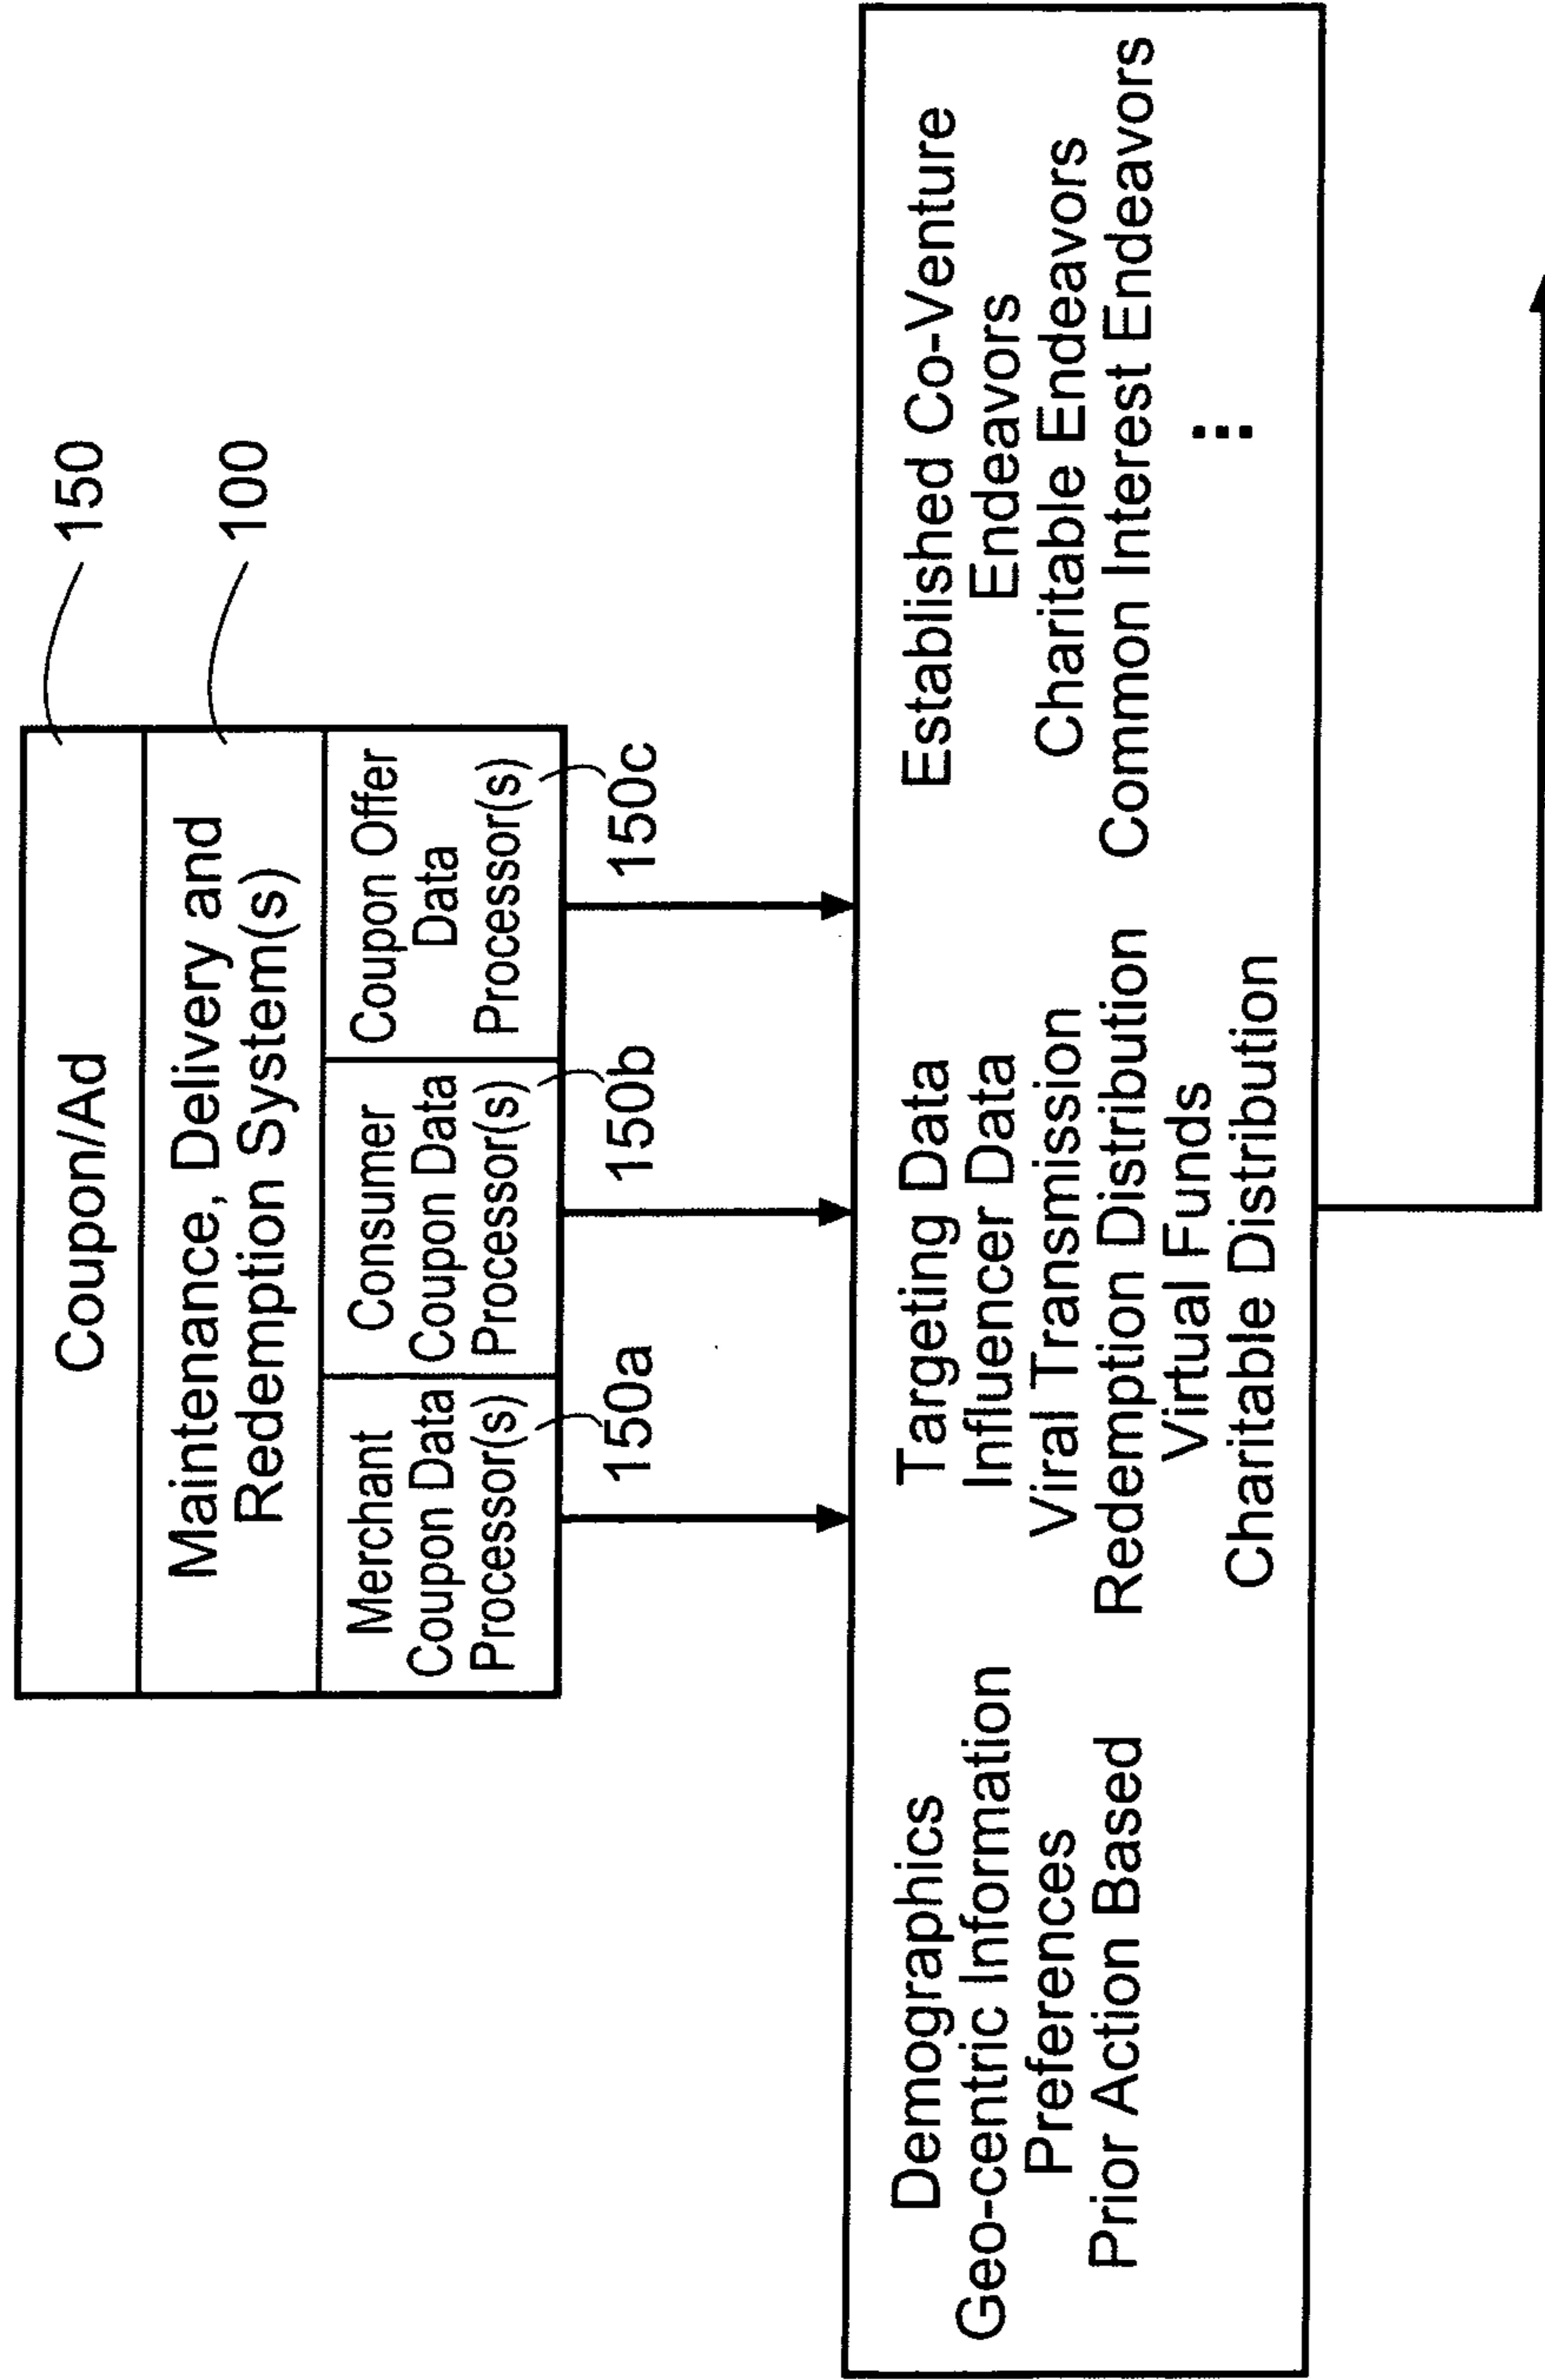 Coupon/Ad
150
Maintenance, Delivery and
Redemption System(s)
100
Merchant
Coupon Data
Processor(s)
150a
Consumer
Coupon Data
Processor(s)
150b
Coupon Offer
Data
Processor(s)
150c
Demographics
Geo-centric Information
Preferences
Prior Action Based
Targeting Data
Influencer Data
Viral Transmission
Redemption Distribution
Virtual Funds
Charitable Distribution
Established Co-Venture
Endeavors
Charitable Endeavors
Common Interest Endeavors
⋮